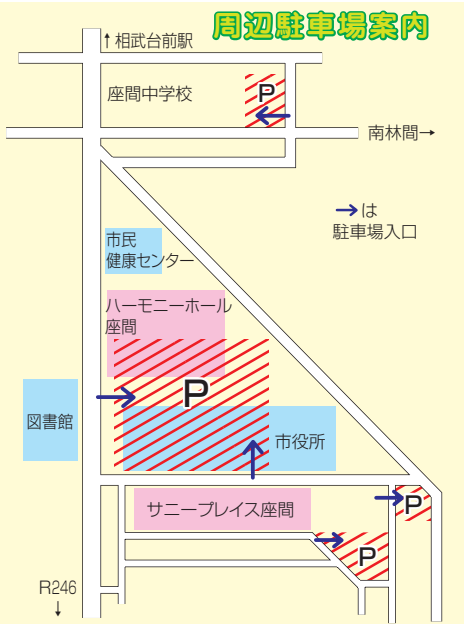 周辺駐車場案内
↑相武台前駅
座間中学校
P
南林間→
→は
駐車場入口
市民
健康センター
ハーモニーホール
座間
P
図書館
市役所
サニープレイス座間
P
P
R246
↓